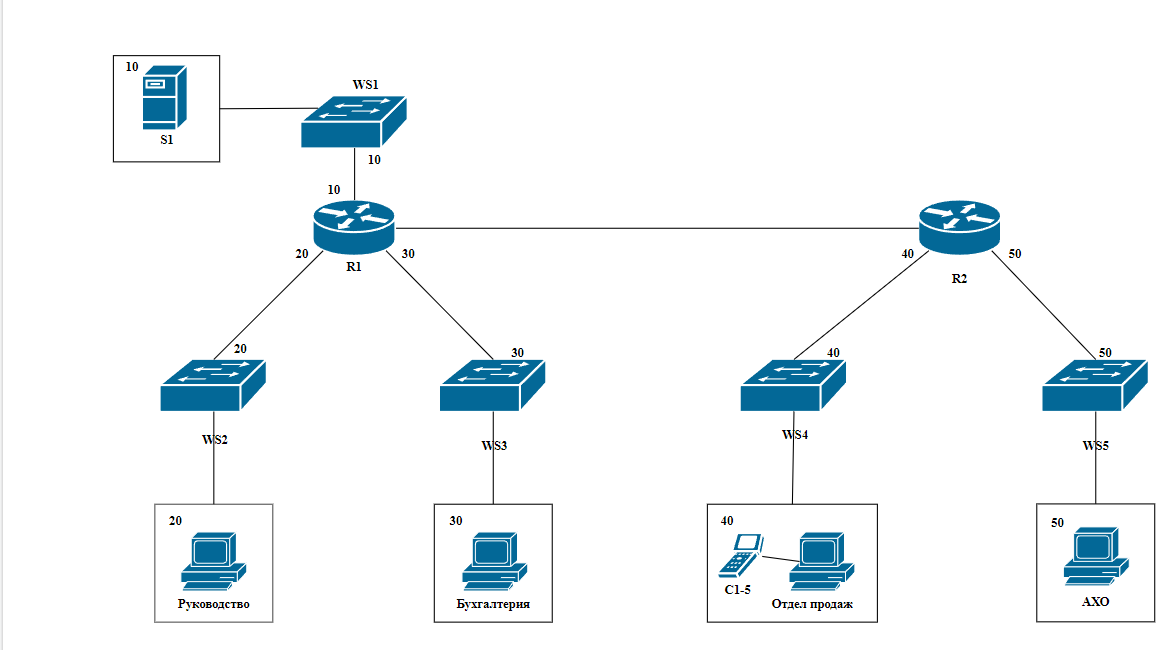 10
S1
WS1
10
10
20
30
R1
40
50
R2
20
30
40
50
WS2
WS3
WS4
WS5
20
Руководство
30
Бухгалтерия
40
C1-5
Отдел продаж
50
АХО